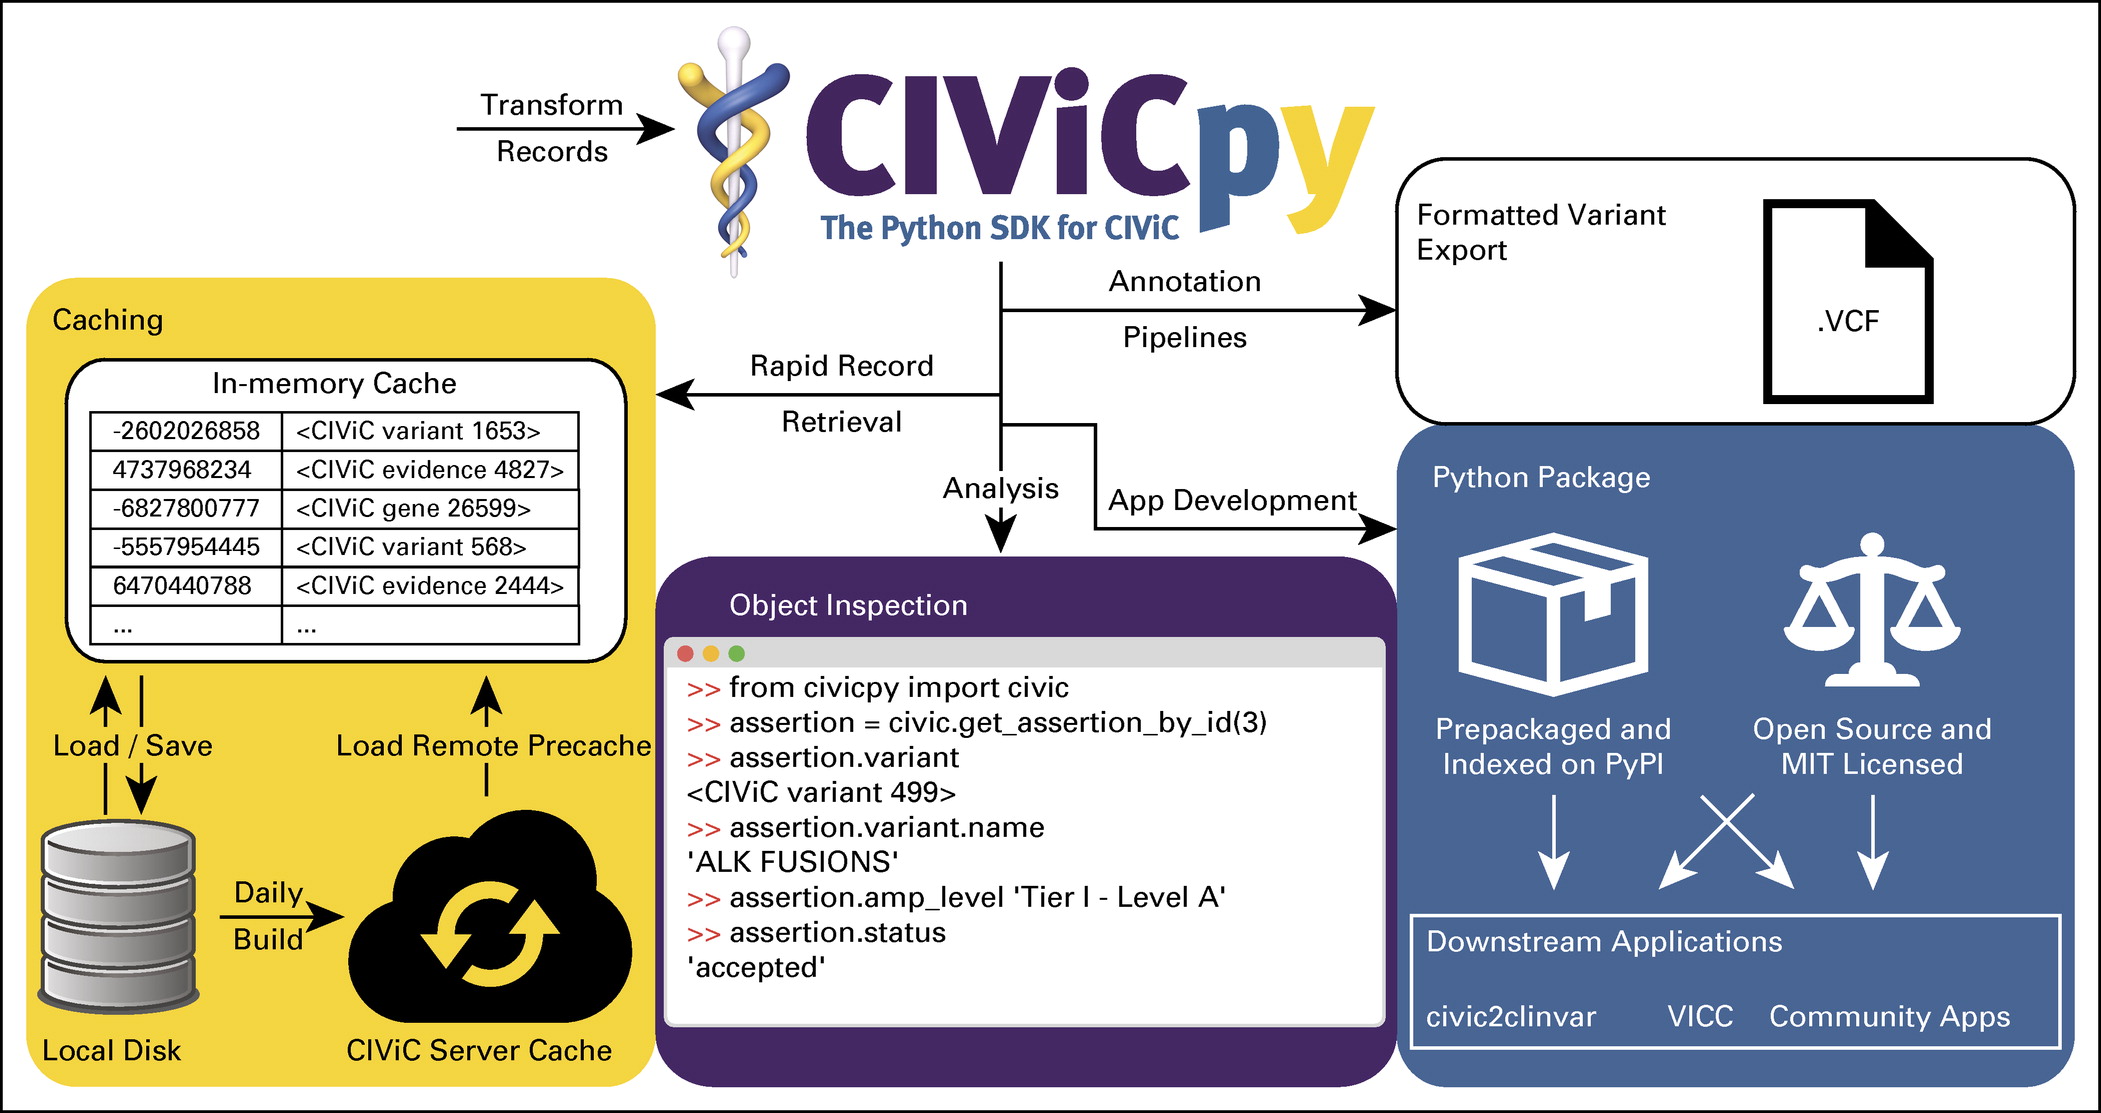 Transform
Records
CIViCpy
The Python SDK for CIViC
Formatted Variant
Export
.VCF
Annotation
Pipelines
Rapid Record
Retrieval
Analysis
App Development
Caching
In-memory Cache
-2602026858 <CIViC variant 1653>
4737968234 <CIViC evidence 4827>
-6827800777 <CIViC gene 26599>
-5557954445 <CIViC variant 568>
6470440788 <CIViC evidence 2444>
... ...
Load / Save
Load Remote Precache
Daily
Build
Local Disk
CIViC Server Cache
Object Inspection
>> from civicpy import civic
>> assertion = civic.get_assertion_by_id(3)
>> assertion.variant
<CIViC variant 499>
>> assertion.variant.name
'ALK FUSIONS'
>> assertion.amp_level 'Tier I - Level A'
>> assertion.status
'accepted'
Python Package
Prepackaged and
Indexed on PyPI
Open Source and
MIT Licensed
Downstream Applications
civic2clinvar VICC Community Apps